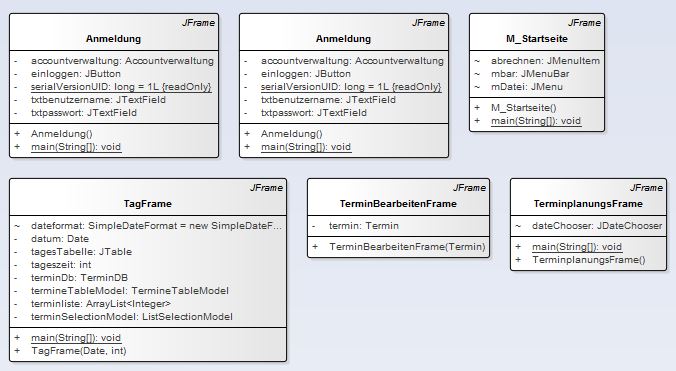 JFrame
Anmeldung
- accountverwaltung: Accountverwaltung
- einloggen: JButton
- serialVersionUID: long = 1L {readOnly}
- txtbenutzername: JTextField
- txtpasswort: JTextField
+ Anmeldung()
+ main(String[]): void
JFrame
Anmeldung
- accountverwaltung: Accountverwaltung
- einloggen: JButton
- serialVersionUID: long = 1L {readOnly}
- txtbenutzername: JTextField
- txtpasswort: JTextField
+ Anmeldung()
+ main(String[]): void
JFrame
M_Startseite
~ abrechnen: JMenuItem
~ mbar: JMenuBar
~ mDatei: JMenu
+ M_Startseite()
+ main(String[]): void
JFrame
TagFrame
~ dateformat: SimpleDateFormat = new SimpleDateF...
- datum: Date
- tagesTabelle: JTable
- tageszeit: int
- terminDb: TerminDB
- termineTableModel: TermineTableModel
- terminliste: ArrayList<Integer>
- terminSelectionModel: ListSelectionModel
+ main(String[]): void
+ TagFrame(Date, int)
JFrame
TerminBearbeitenFrame
- termin: Termin
+ TerminBearbeitenFrame(Termin)
JFrame
TerminplanungsFrame
~ dateChooser: JDateChooser
+ main(String[]): void
+ TerminplanungsFrame()